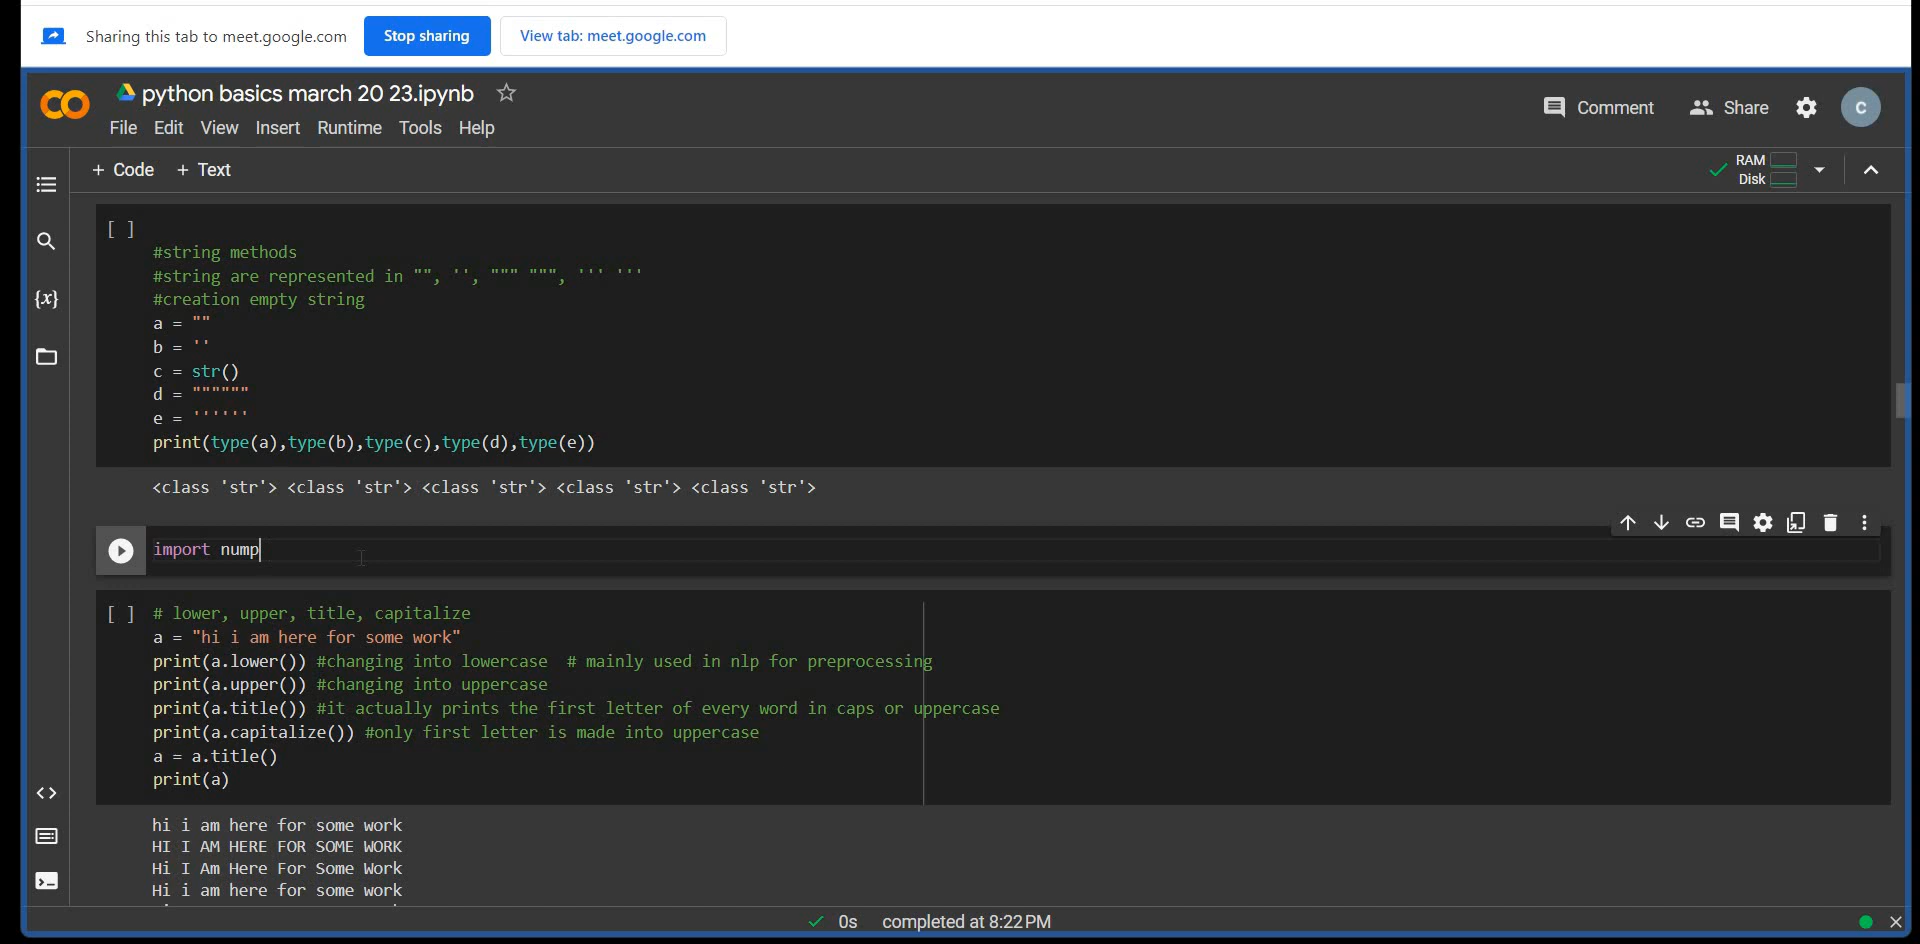 Sharing this tab to meet.google.com Stop sharing View tab: meet.google.com
python basics march 20 23.ipynb
Comment Share C
File Edit View Insert Runtime Tools Help
+ Code + Text
RAM
Disk
[ ]
#string methods
#string are represented in "", '', """ """, ''' '''
#creation empty string
a = ""
b = ''
c = str()
d = """"""
e = ''''''
print(type(a),type(b),type(c),type(d),type(e))
<class 'str'> <class 'str'> <class 'str'> <class 'str'> <class 'str'>
import nump
[ ] # lower, upper, title, capitalize
a = "hi i am here for some work"
print(a.lower()) #changing into lowercase # mainly used in nlp for preprocessing
print(a.upper()) #changing into uppercase
print(a.title()) #it actually prints the first letter of every word in caps or uppercase
print(a.capitalize()) #only first letter is made into uppercase
a = a.title()
print(a)
hi i am here for some work
HI I AM HERE FOR SOME WORK
Hi I Am Here For Some Work
Hi i am here for some work
0s completed at 8:22 PM